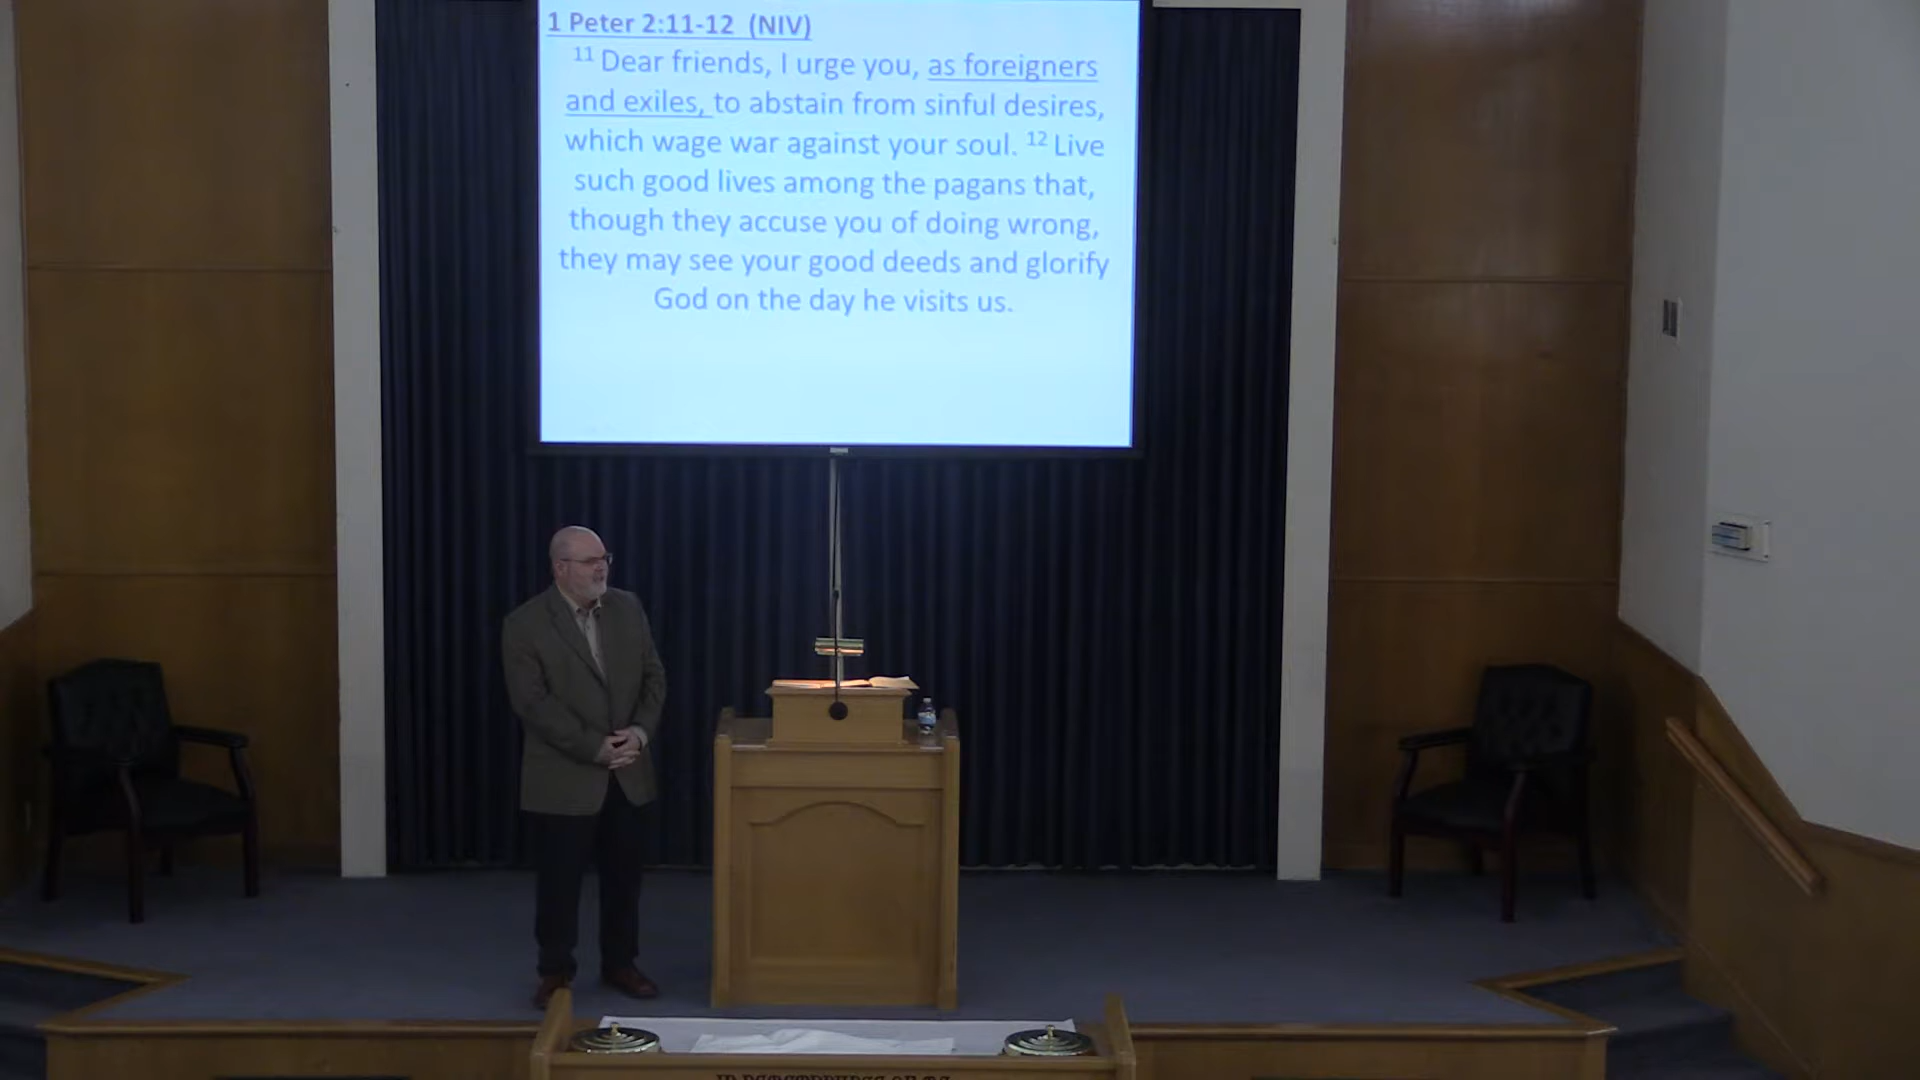 1 Peter 2:11-12 (NIV)
11 Dear friends, I urge you, as foreigners
and exiles, to abstain from sinful desires,
which wage war against your soul. 12 Live
such good lives among the pagans that,
though they accuse you of doing wrong,
they may see your good deeds and glorify
God on the day he visits us.